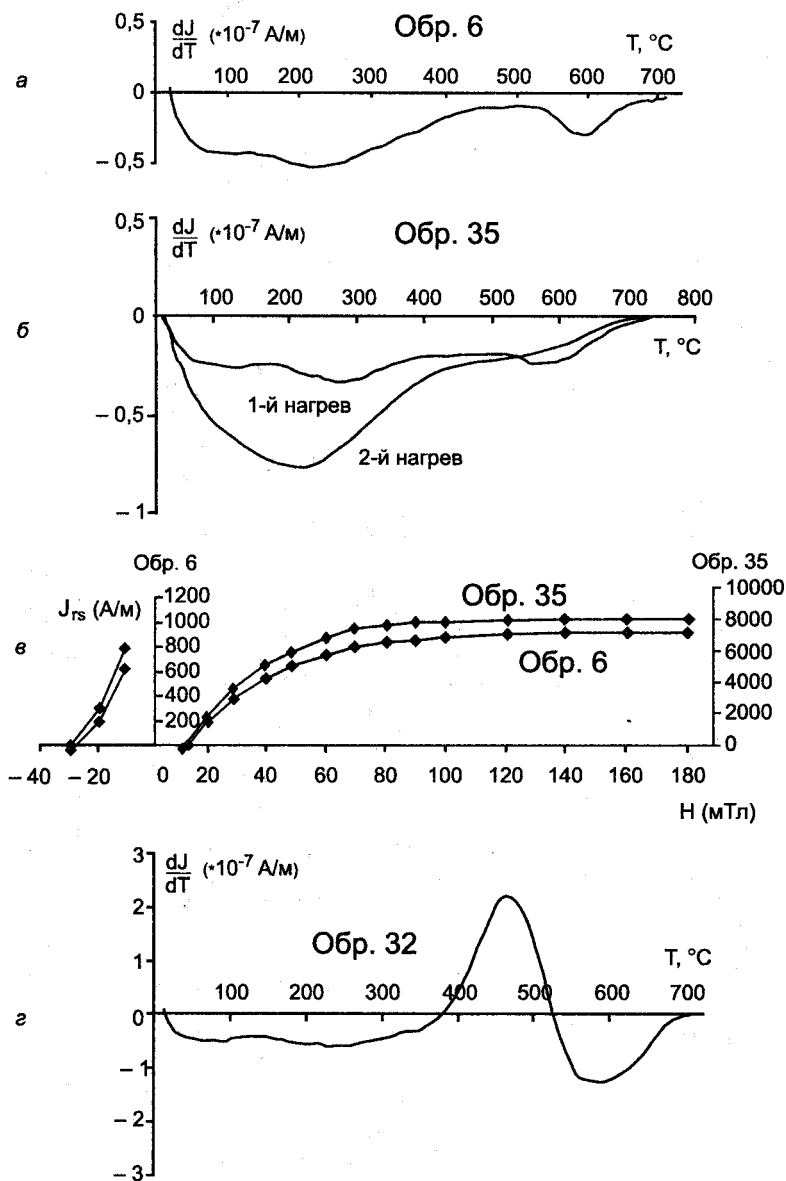 а
0,5
dJ/dT (*10⁻⁷ А/м)
Обр. 6
T, °C
100 200 300 400 500 600 700
0
– 0,5
б
0,5
dJ/dT (*10⁻⁷ А/м)
Обр. 35
100 200 300 400 500 600 700 800
0
T, °C
1-й нагрев
– 0,5
2-й нагрев
– 1
в
Обр. 6
Обр. 35
J rs (А/м)
1200
1000
800
600
400
200
Обр. 35
Обр. 6
10000
8000
6000
4000
2000
0
– 40 – 20 0 20 40 60 80 100 120 140 160 180
H (мТл)
г
3
dJ/dT (*10⁻⁷ А/м)
2
Обр. 32
1
T, °C
100 200 300 400 500 600 700
0
– 1
– 2
– 3